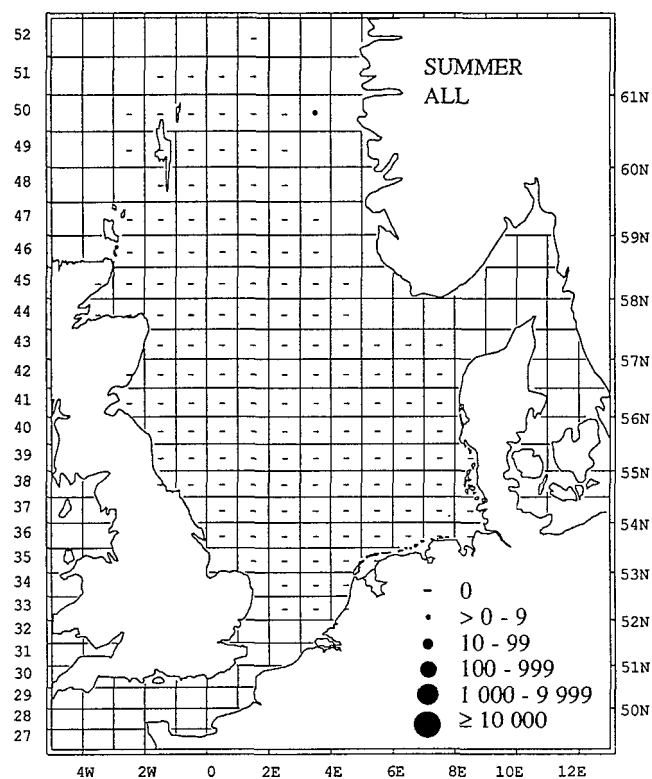 SUMMER
ALL
52
51
50
49
48
47
46
45
44
43
42
41
40
39
38
37
36
35
34
33
32
31
30
29
28
27
61N
60N
59N
58N
57N
56N
55N
54N
53N
52N
51N
50N
- 0
> 0 - 9
10 - 99
100 - 999
1 000 - 9 999
≥ 10 000
4W 2W 0 2E 4E 6E 8E 10E 12E